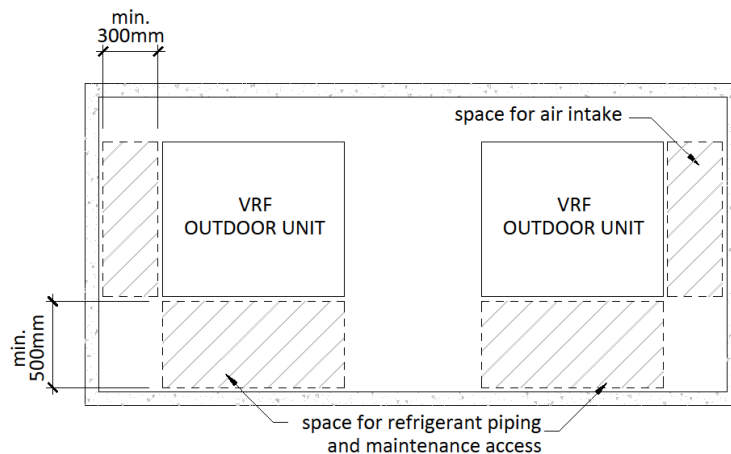 min.
300mm
space for air intake
VRF
OUTDOOR UNIT
VRF
OUTDOOR UNIT
min.
500mm
space for refrigerant piping
and maintenance access